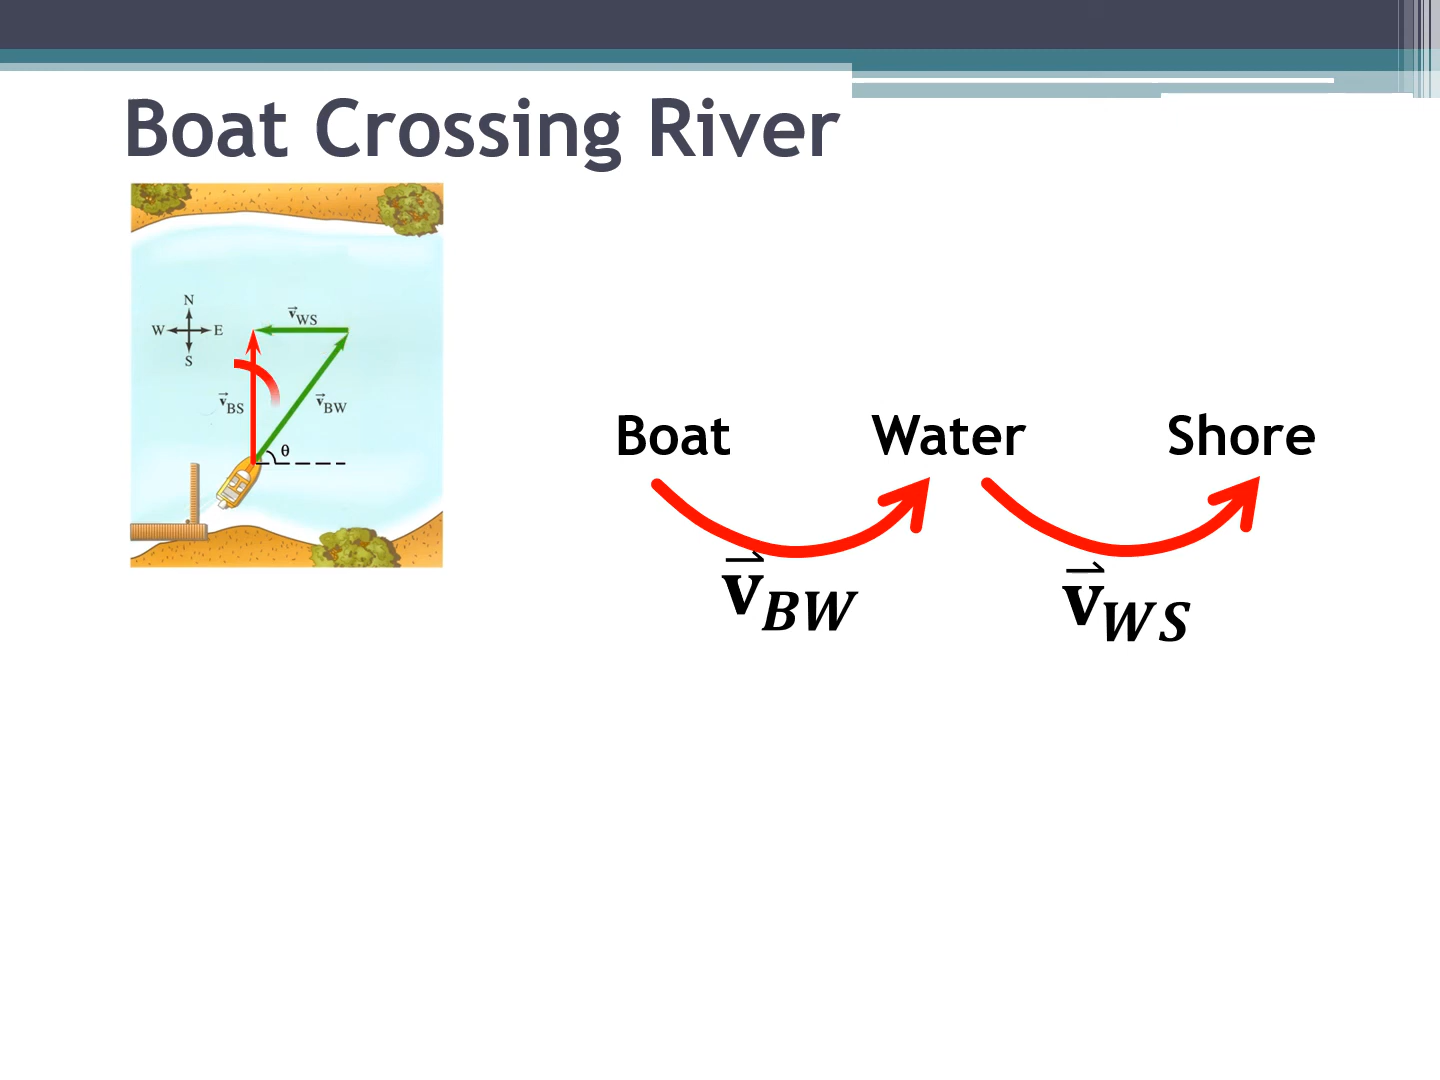 Boat Crossing River
N
W E
S
v⃗WS
v⃗BS
v⃗BW
θ
Boat Water Shore
v⃗BW v⃗WS